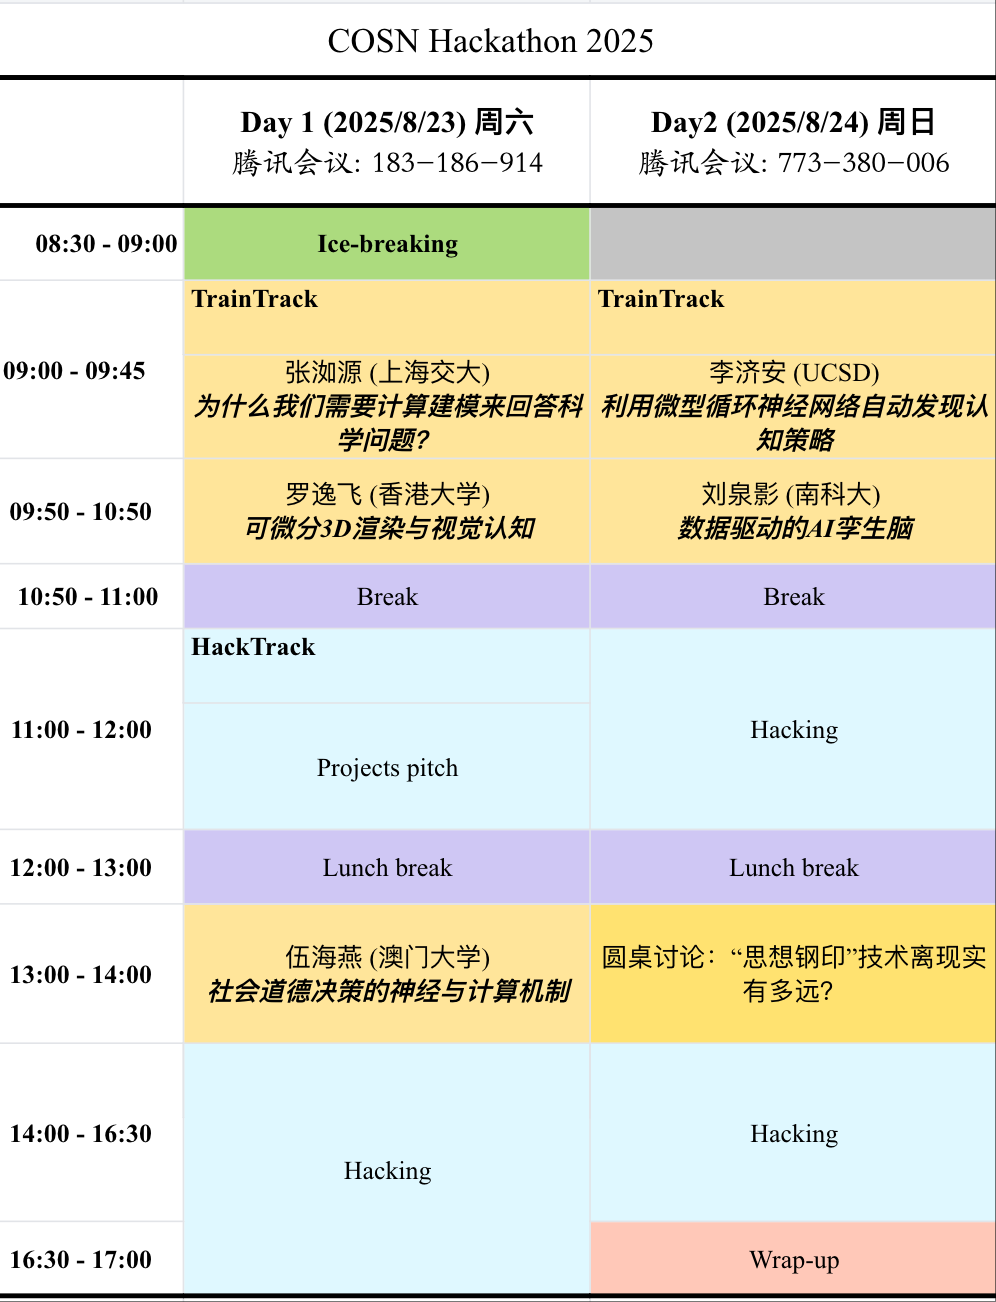 COSN Hackathon 2025
Day 1 (2025/8/23) 周六
腾讯会议: 183-186-914
Day2 (2025/8/24) 周日
腾讯会议: 773-380-006
08:30 - 09:00
Ice-breaking
09:00 - 09:45
TrainTrack
张洳源 (上海交大)
为什么我们需要计算建模来回答科
学问题？
TrainTrack
李济安 (UCSD)
利用微型循环神经网络自动发现认
知策略
09:50 - 10:50
罗逸飞 (香港大学)
可微分3D渲染与视觉认知
刘泉影 (南科大)
数据驱动的AI孪生脑
10:50 - 11:00
Break
Break
11:00 - 12:00
HackTrack
Projects pitch
Hacking
12:00 - 13:00
Lunch break
Lunch break
13:00 - 14:00
伍海燕 (澳门大学)
社会道德决策的神经与计算机制
圆桌讨论：“思想钢印”技术离现实
有多远？
14:00 - 16:30
Hacking
Hacking
16:30 - 17:00
Wrap-up